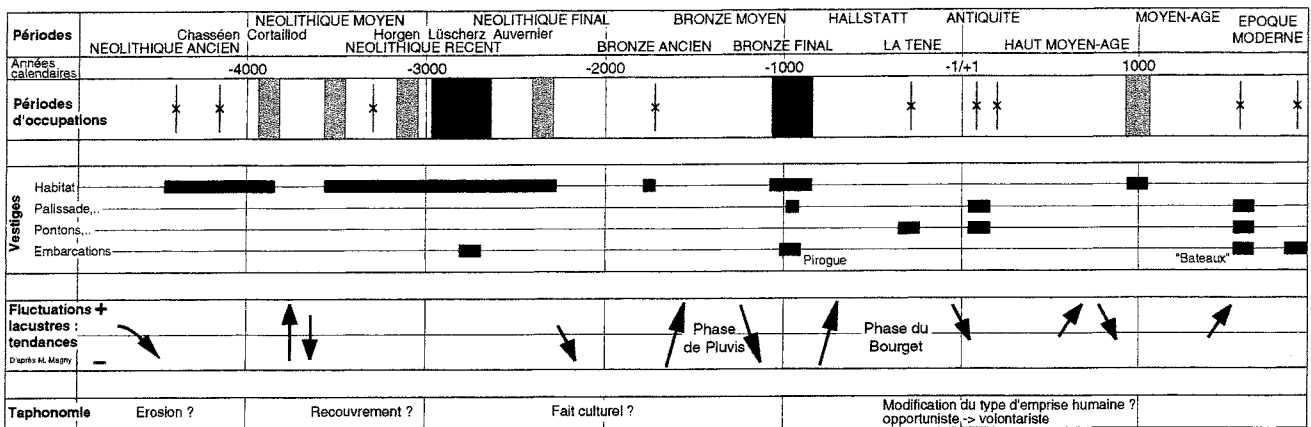 NEOLITHIQUE MOYEN NEOLITHIQUE FINAL BRONZE MOYEN HALLSTATT ANTIQUITE MOYEN-AGE EPOQUE MODERNE
Périodes Chasséen Cortaillod Horgen Lüscherz Auvernier
NEOLITHIQUE ANCIEN NEOLITHIQUE RECENT BRONZE ANCIEN BRONZE FINAL LA TENE HAUT MOYEN-AGE
Années
calendaires -4000 -3000 -2000 -1000 -1/+1 1000
Périodes
d'occupations
Vestiges
Habitat
Palissade,..
Pontons,..
Embarcations
Pirogue "Bateaux"
Fluctuations +
lacustres :
tendances
D'après M. Magny –
Phase
de Pluvis
Phase du
Bourget
Taphonomie Erosion ? Recouvrement ? Fait culturel ?
Modification du type d'emprise humaine ?
opportuniste -> volontariste